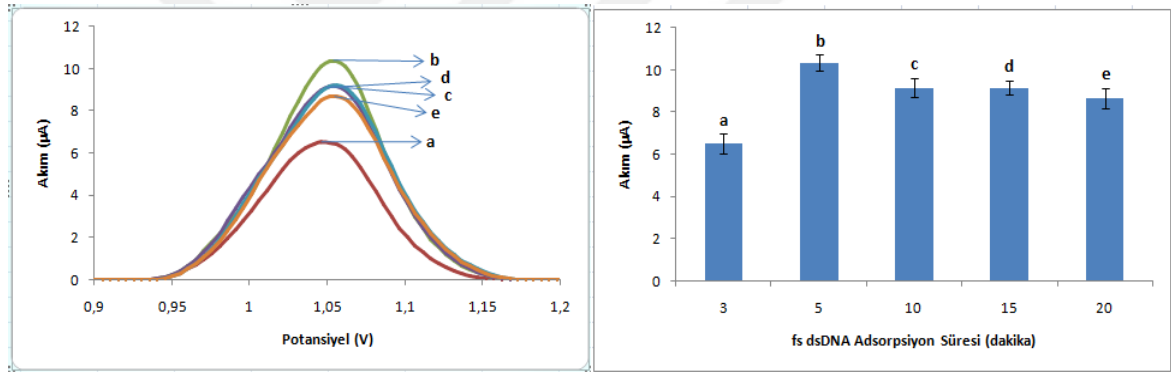 12
10
8
6
4
2
0
Akım (µA)
b
d
c
e
a
0,9 0,95 1 1,05 1,1 1,15 1,2
Potansiyel (V)
12
10
8
6
4
2
0
Akım (µA)
a b c d e
3 5 10 15 20
fs dsDNA Adsorpsiyon Süresi (dakika)